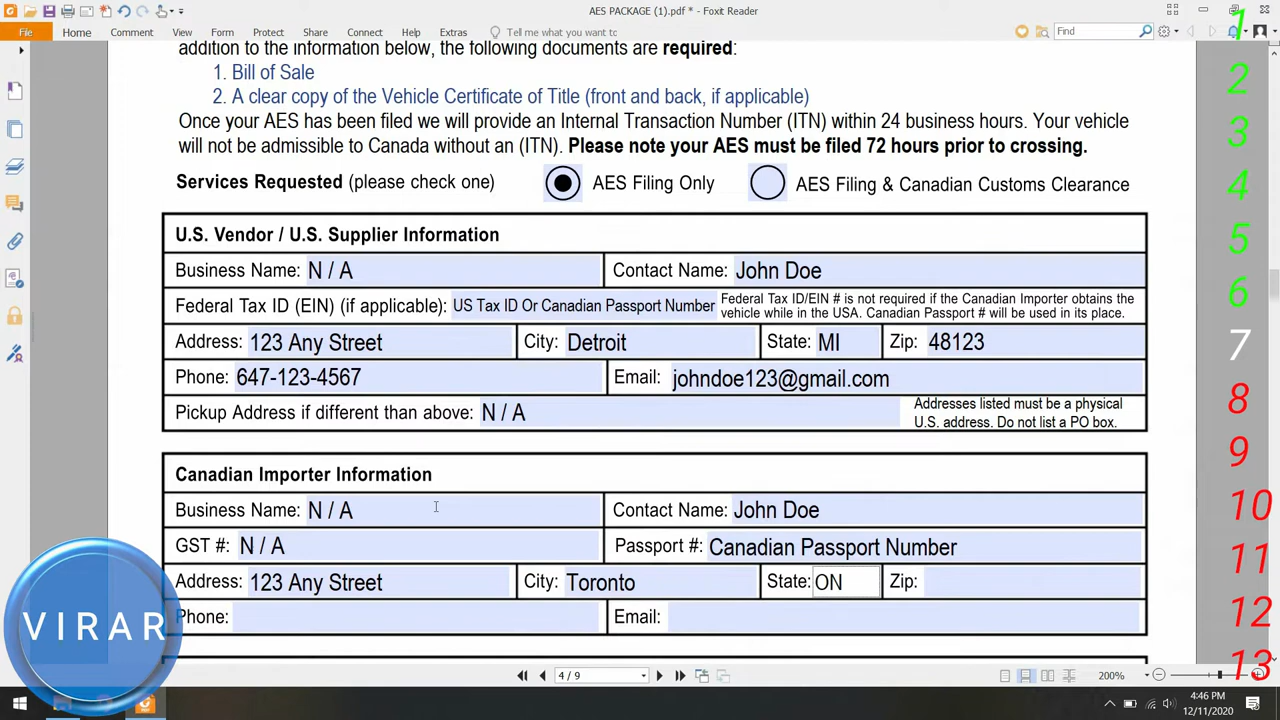 AES PACKAGE (1).pdf * - Foxit Reader
File Home Comment View Form Protect Share Connect Help Extras Tell me what you want to Find
addition to the information below, the following documents are required:
1. Bill of Sale
2. A clear copy of the Vehicle Certificate of Title (front and back, if applicable)
Once your AES has been filed we will provide an Internal Transaction Number (ITN) within 24 business hours. Your vehicle
will not be admissible to Canada without an (ITN). Please note your AES must be filed 72 hours prior to crossing.
Services Requested (please check one) AES Filing Only AES Filing & Canadian Customs Clearance
U.S. Vendor / U.S. Supplier Information
Business Name: N / A Contact Name: John Doe
Federal Tax ID (EIN) (if applicable): US Tax ID Or Canadian Passport Number
Federal Tax ID/EIN # is not required if the Canadian Importer obtains the
vehicle while in the USA. Canadian Passport # will be used in its place.
Address: 123 Any Street City: Detroit State: MI Zip: 48123
Phone: 647-123-4567 Email: johndoe123@gmail.com
Pickup Address if different than above: N / A
Addresses listed must be a physical
U.S. address. Do not list a PO box.
Canadian Importer Information
Business Name: N / A Contact Name: John Doe
GST #: N / A Passport #: Canadian Passport Number
Address: 123 Any Street City: Toronto State: ON Zip:
Phone: Email:
VIRAR
1
2
3
4
5
6
7
8
9
10
11
12
13
4 / 9 200%
4:46 PM
12/11/2020